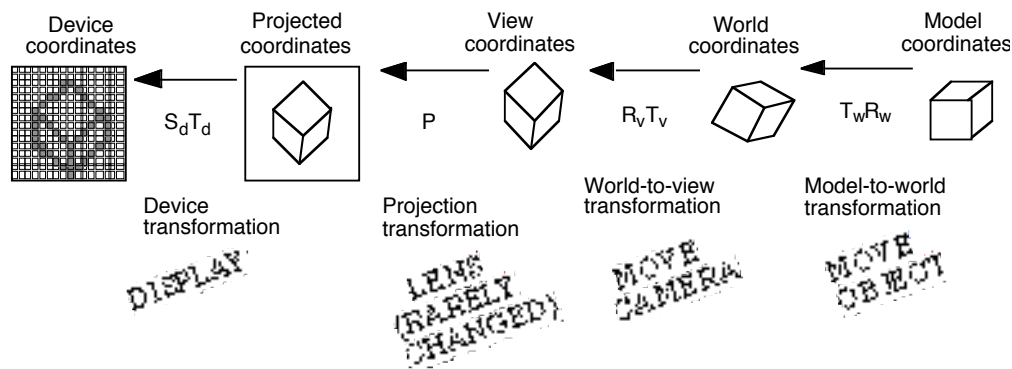 Device
coordinates
Projected
coordinates
View
coordinates
World
coordinates
Model
coordinates
SdTd
P
RvTv
TwRw
Device
transformation
Projection
transformation
World-to-view
transformation
Model-to-world
transformation
DISPLAY
LENS
(RARELY
CHANGED)
MOVE
CAMERA
MOVE
OBJECT